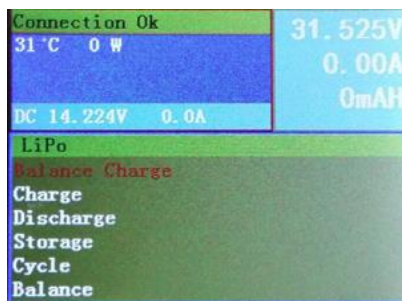 Connection Ok
31°C 0 W
DC 14.224V 0.0A
31.525V
0.00A
0mAH
LiPo
Balance Charge
Charge
Discharge
Storage
Cycle
Balance